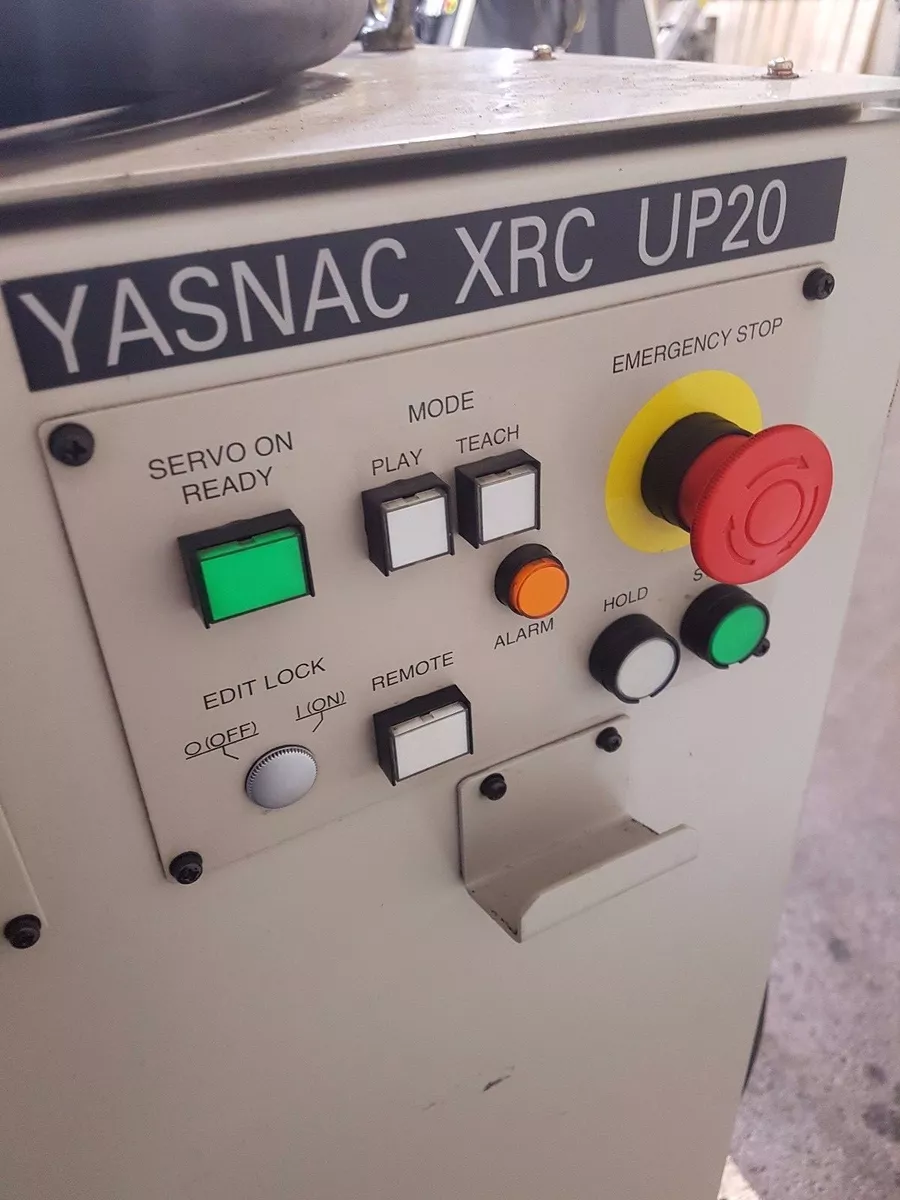 YASNAC XRC UP20
EMERGENCY STOP
MODE
SERVO ON
READY
PLAY
TEACH
HOLD
ALARM
EDIT LOCK
O (OFF)
I (ON)
REMOTE